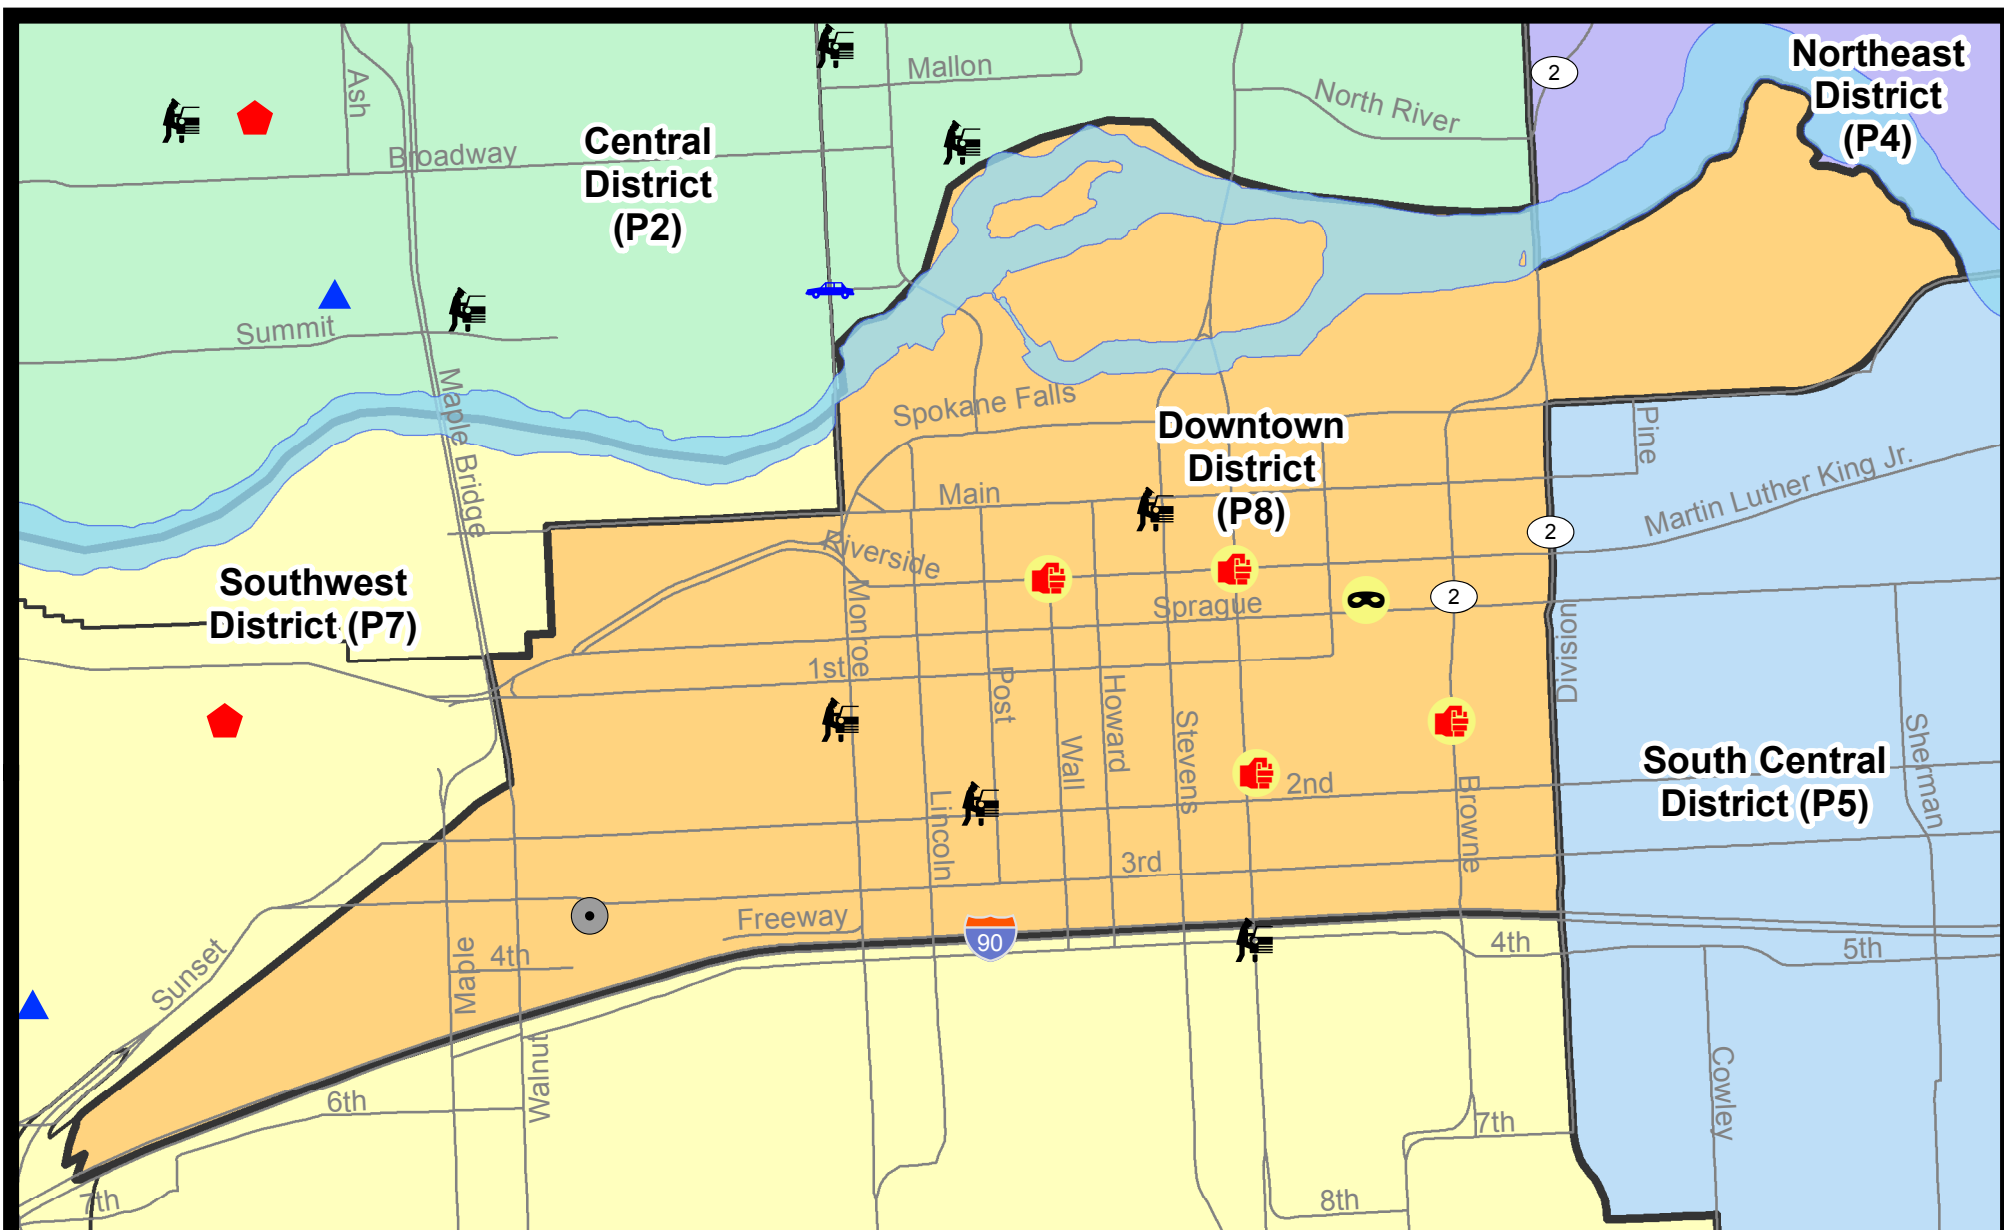 Mallon
North River
2
Northeast
District
(P4)
Ash
Broadway
Central
District
(P2)
Summit
Maple Bridge
Spokane Falls
Downtown
District
(P8)
Pine
Martin Luther King Jr.
Main
2
Riverside
Southwest
District (P7)
Monroe
Sprague
2
Division
1st
Post
Howard
Wall
Stevens
Lincoln
2nd
Browne
South Central
District (P5)
Sherman
3rd
Freeway
90
4th
5th
Sunset
4th
Maple
Walnut
6th
7th
Cowley
7th
8th